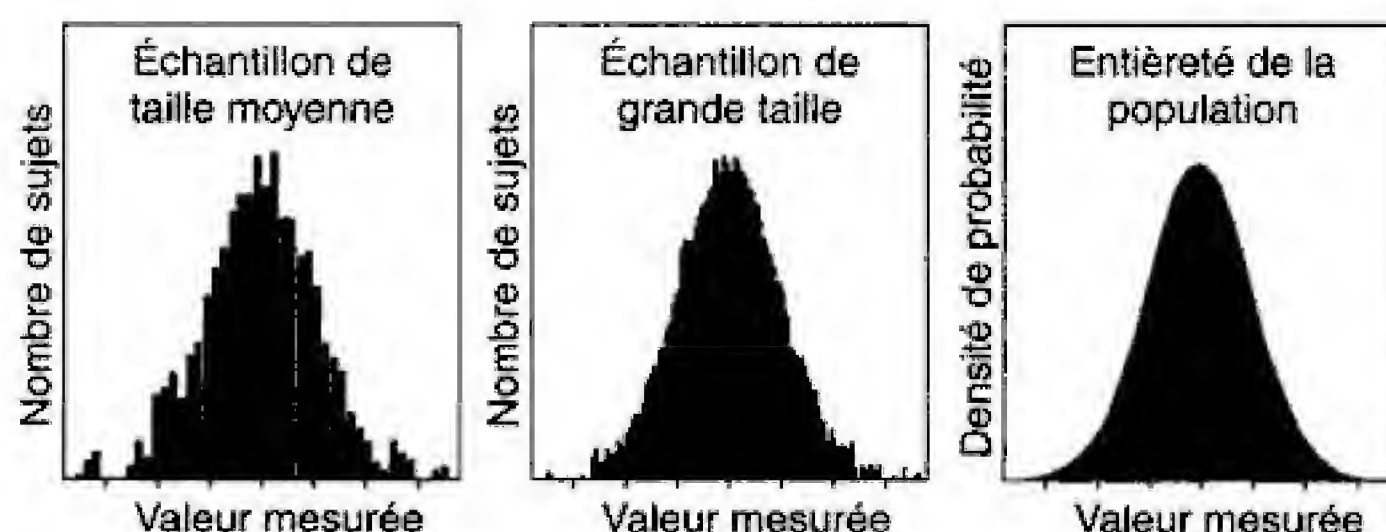 Échantillon de
taille moyenne
Nombre de sujets
Valeur mesurée
Échantillon de
grande taille
Nombre de sujets
Valeur mesurée
Entièreté de la
population
Densité de probabilité
Valeur mesurée